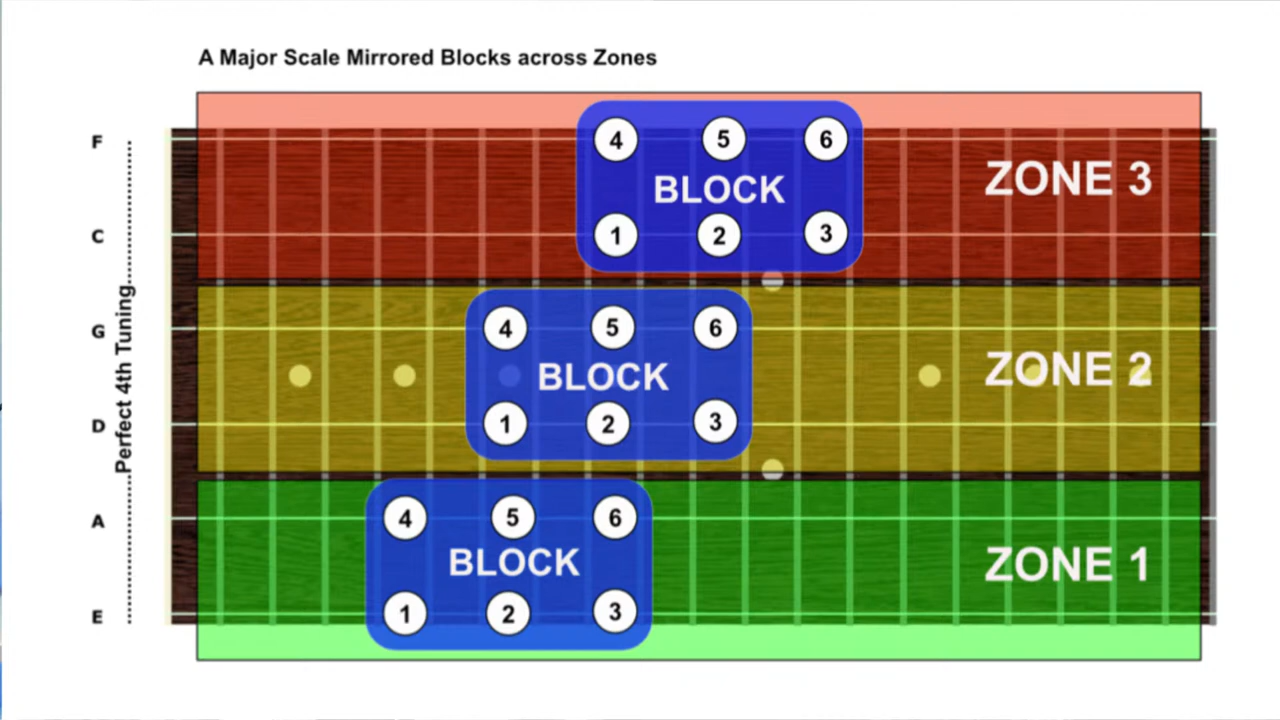 A Major Scale Mirrored Blocks across Zones
F
4 5 6
BLOCK
ZONE 3
C
1 2 3
Perfect 4th Tuning
G
4 5 6
BLOCK
ZONE 2
D
1 2 3
A
4 5 6
BLOCK
ZONE 1
E
1 2 3